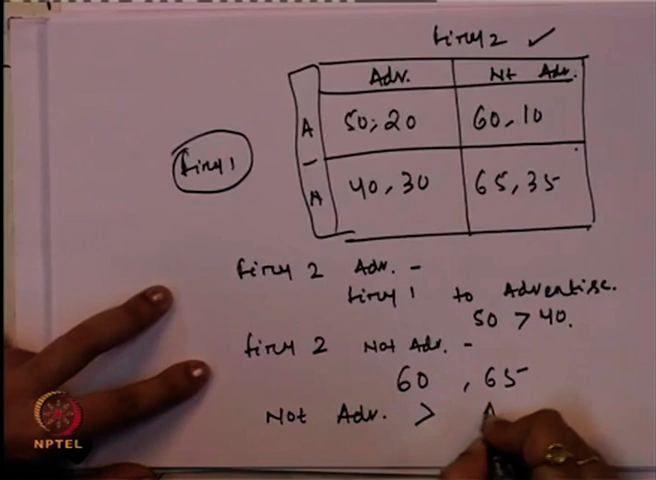 Firm 2 ✓
Adv. Nt Adv.
A 50, 20 60, 10
Firm 1
A 40, 30 65, 35
Firm 2 Adv. -
Firm 1 to Advertise.
50 > 40.
Firm 2 Not Adv. -
60 , 65
Not Adv. > A
NPTEL